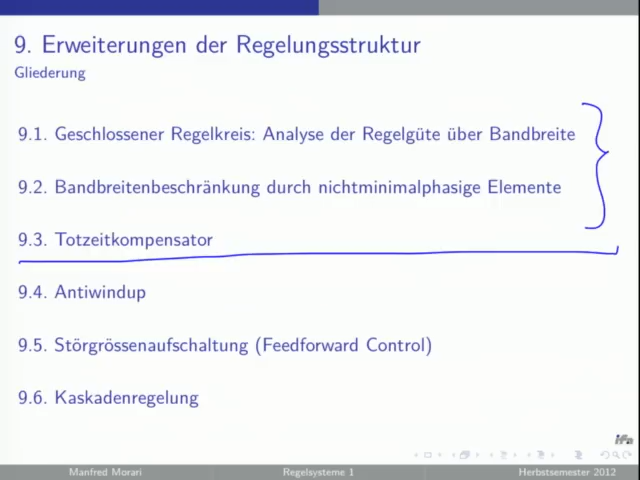 9. Erweiterungen der Regelungsstruktur
Gliederung
9.1. Geschlossener Regelkreis: Analyse der Regelgüte über Bandbreite
9.2. Bandbreitenbeschränkung durch nichtminimalphasige Elemente
9.3. Totzeitkompensator
9.4. Antiwindup
9.5. Störgrössenaufschaltung (Feedforward Control)
9.6. Kaskadenregelung
Manfred Morari
Regelsysteme 1
Herbstsemester 2012